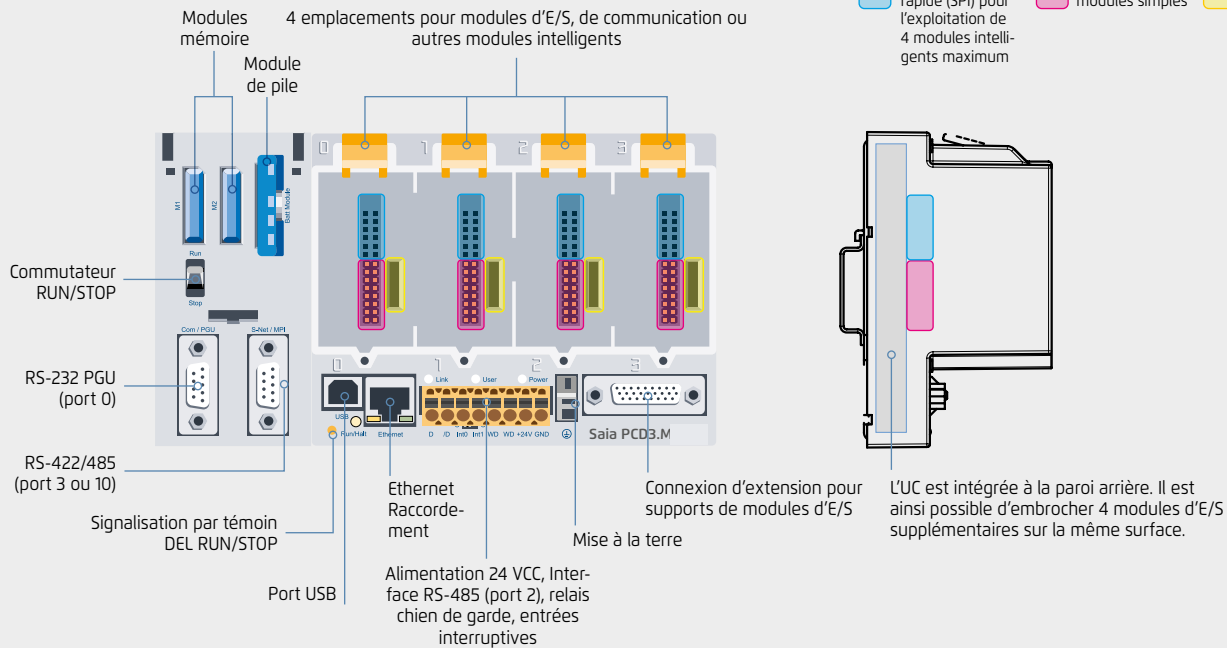 Modules
mémoire
4 emplacements pour modules d'E/S, de communication ou
autres modules intelligents
Module
de pile
rapide (SPI) pour
l'exploitation de
4 modules intelli-
gents maximum
modules simples
0
1
2
3
M1
M2
Batt Module
Run
Stop
Commutateur
RUN/STOP
Com / PGU
S-Net / MPI
RS-232 PGU
(port 0)
RS-422/485
(port 3 ou 10)
0
1
2
3
Link
User
Power
USB
Run/Halt
Ethernet
D /D Int0 Int1 WD WD +24V GND
Saia PCD3.M
Signalisation par témoin
DEL RUN/STOP
Port USB
Ethernet
Raccorde-
ment
Alimentation 24 VCC, Inter-
face RS-485 (port 2), relais
chien de garde, entrées
interruptives
Mise à la terre
Connexion d'extension pour
supports de modules d'E/S
L'UC est intégrée à la paroi arrière. Il est
ainsi possible d'embrocher 4 modules d'E/S
supplémentaires sur la même surface.